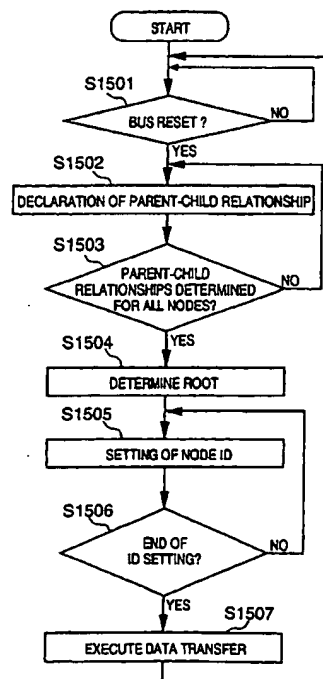 START
S1501
BUS RESET ?
NO
YES
S1502
DECLARATION OF PARENT-CHILD RELATIONSHIP
S1503
PARENT-CHILD
RELATIONSHIPS DETERMINED
FOR ALL NODES?
NO
YES
S1504
DETERMINE ROOT
S1505
SETTING OF NODE ID
S1506
END OF
ID SETTING?
NO
YES
S1507
EXECUTE DATA TRANSFER